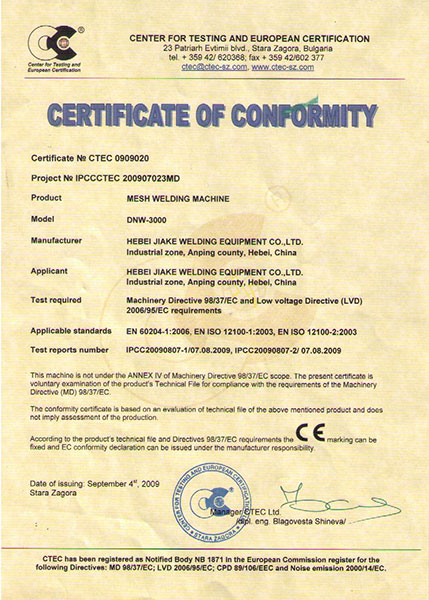 CENTER FOR TESTING AND EUROPEAN CERTIFICATION
23 Patriarh Evtimii blvd., Stara Zagora, Bulgaria
tel. + 359 42/ 620368; fax + 359 42/602 377
ctec@ctec-sz.com, www.ctec-sz.com
Center for Testing and
European Certification
CERTIFICATE OF CONFORMITY
Certificate № CTEC 0909020
Project № IPCCCTEC 200907023MD
Product MESH WELDING MACHINE
Model DNW-3000
Manufacturer HEBEI JIAKE WELDING EQUIPMENT CO.,LTD.
Industrial zone, Anping county, Hebei, China
Applicant HEBEI JIAKE WELDING EQUIPMENT CO.,LTD.
Industrial zone, Anping county, Hebei, China
Test required Machinery Directive 98/37/EC and Low voltage Directive (LVD)
2006/95/EC requirements
Applicable standards EN 60204-1:2006, EN ISO 12100-1:2003, EN ISO 12100-2:2003
Test reports number IPCC20090807-1/07.08.2009, IPCC20090807-2/ 07.08.2009
This machine is not under the ANNEX IV of Machinery Directive 98/37/EC scope. The present certificate is
voluntary examination of the product's Technical File for compliance with the requirements of the Machinery
Directive (MD) 98/37/EC.
The conformity certificate is based on an evaluation of technical file of the above mentioned product and does
not imply assessment of the production.
According to the product's technical file and Directives 98/37/EC requirements the CE marking can be
fixed and EC conformity declaration can be issued under the manufacturer responsibility.
Date of issuing: September 4st, 2009
Stara Zagora
CENTER FOR TESTING AND EUROPEAN CERTIFICATION
Manager CTEC Ltd.
/dipl. eng. Blagovesta Shineva/
CTEC has been registered as Notified Body NB 1871 in the European Commission register for the
following Directives: MD 98/37/EC; LVD 2006/95/EC; CPD 89/106/EEC and Noise emission 2000/14/EC.